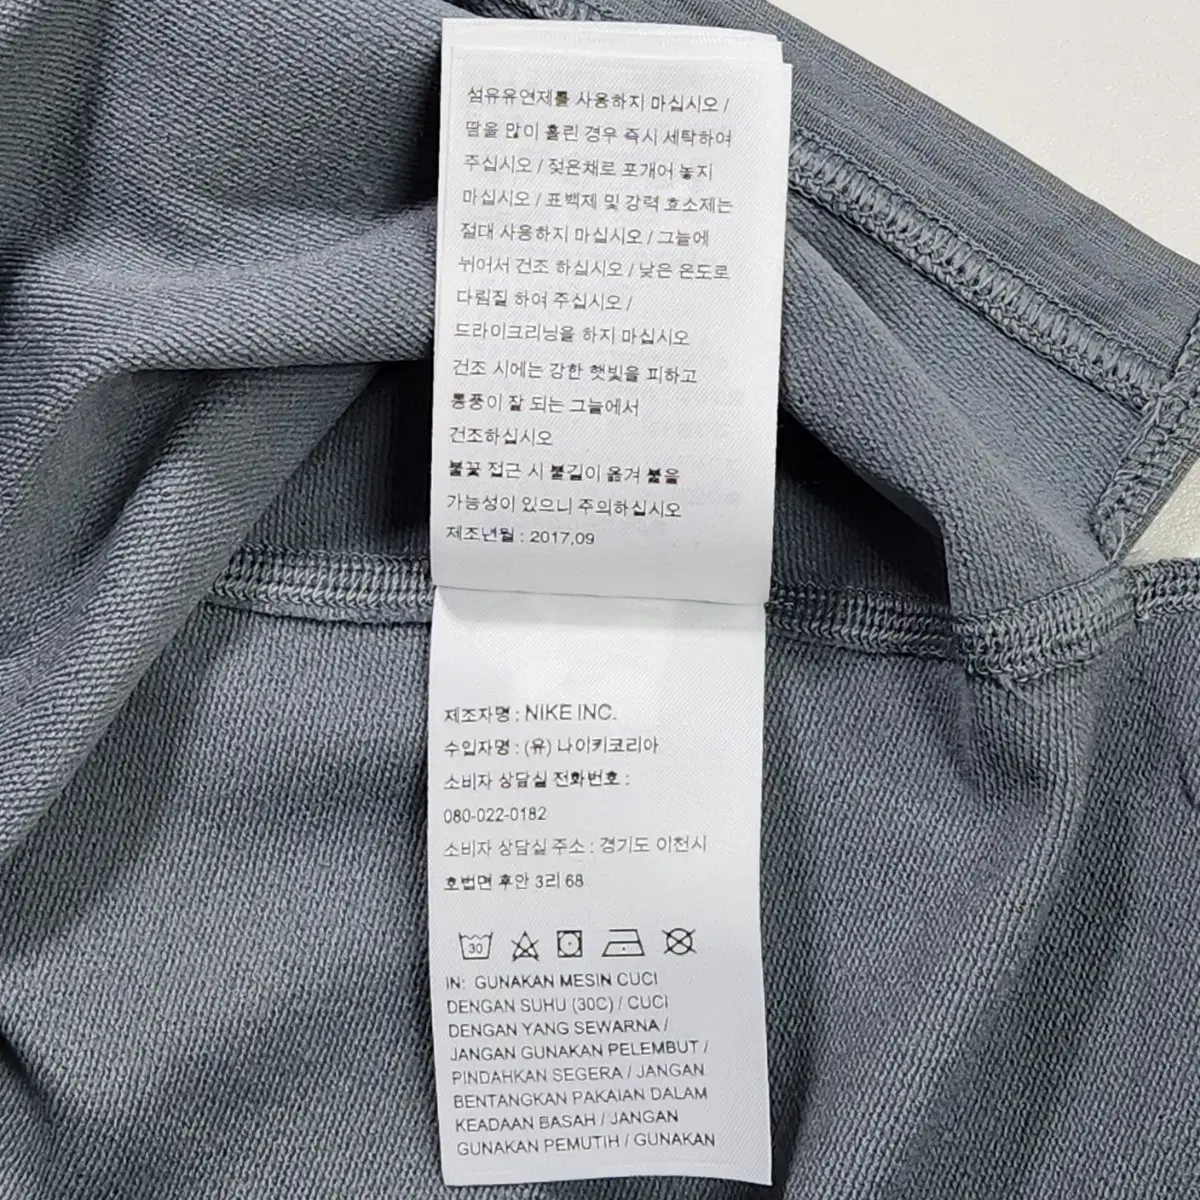 섬유유연제를 사용하지 마십시오 /
땀을 많이 흘린 경우 즉시 세탁하여
주십시오 / 젖은채로 포개어 놓지
마십시오 / 표백제 및 강력 효소제는
절대 사용하지 마십시오 / 그늘에
뉘어서 건조 하십시오 / 낮은 온도로
다림질 하여 주십시오 /
드라이크리닝을 하지 마십시오
건조 시에는 강한 햇빛을 피하고
통풍이 잘 되는 그늘에서
건조하십시오
불꽃 접근 시 불길이 옮겨 붙을
가능성이 있으니 주의하십시오
제조년월 : 2017,09
제조자명 : NIKE INC.
수입자명 : (유) 나이키코리아
소비자 상담실 전화번호 :
080-022-0182
소비자 상담실 주소 : 경기도 이천시
호법면 후안 3리 68
30
IN: GUNAKAN MESIN CUCI
DENGAN SUHU (30C) / CUCI
DENGAN YANG SEWARNA /
JANGAN GUNAKAN PELEMBUT /
PINDAHKAN SEGERA / JANGAN
BENTANGKAN PAKAIAN DALAM
KEADAAN BASAH / JANGAN
GUNAKAN PEMUTIH / GUNAKAN